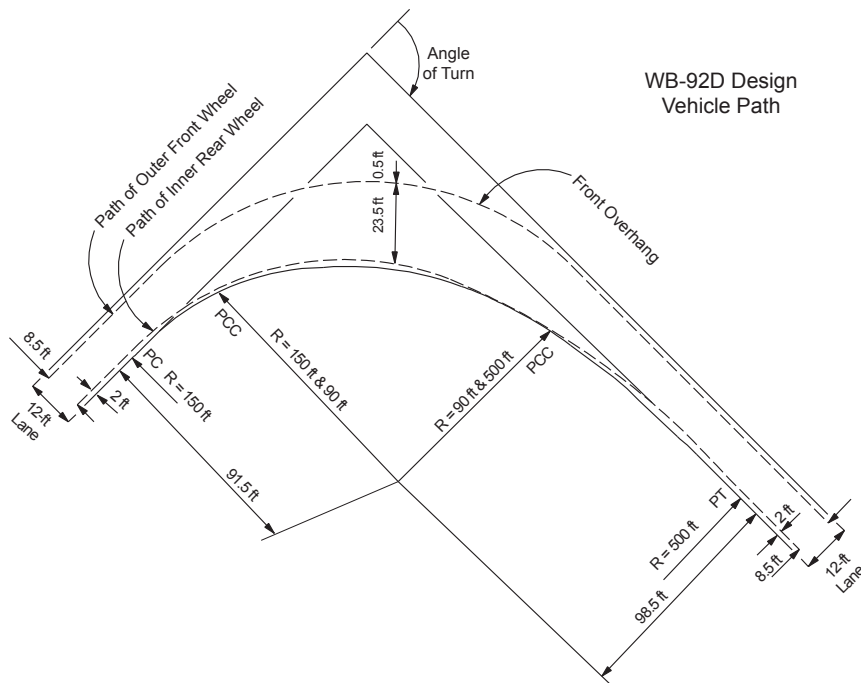 Angle
of Turn
WB-92D Design
Vehicle Path
Path of Outer Front Wheel
Path of Inner Rear Wheel
0.5 ft
23.5 ft
Front Overhang
8.5 ft
12-ft
Lane
2 ft
PC
R = 150 ft
PCC
R = 150 ft & 90 ft
R = 90 ft & 500 ft
PCC
91.5 ft
R = 500 ft
PT
98.5 ft
2 ft
8.5 ft
12-ft
Lane